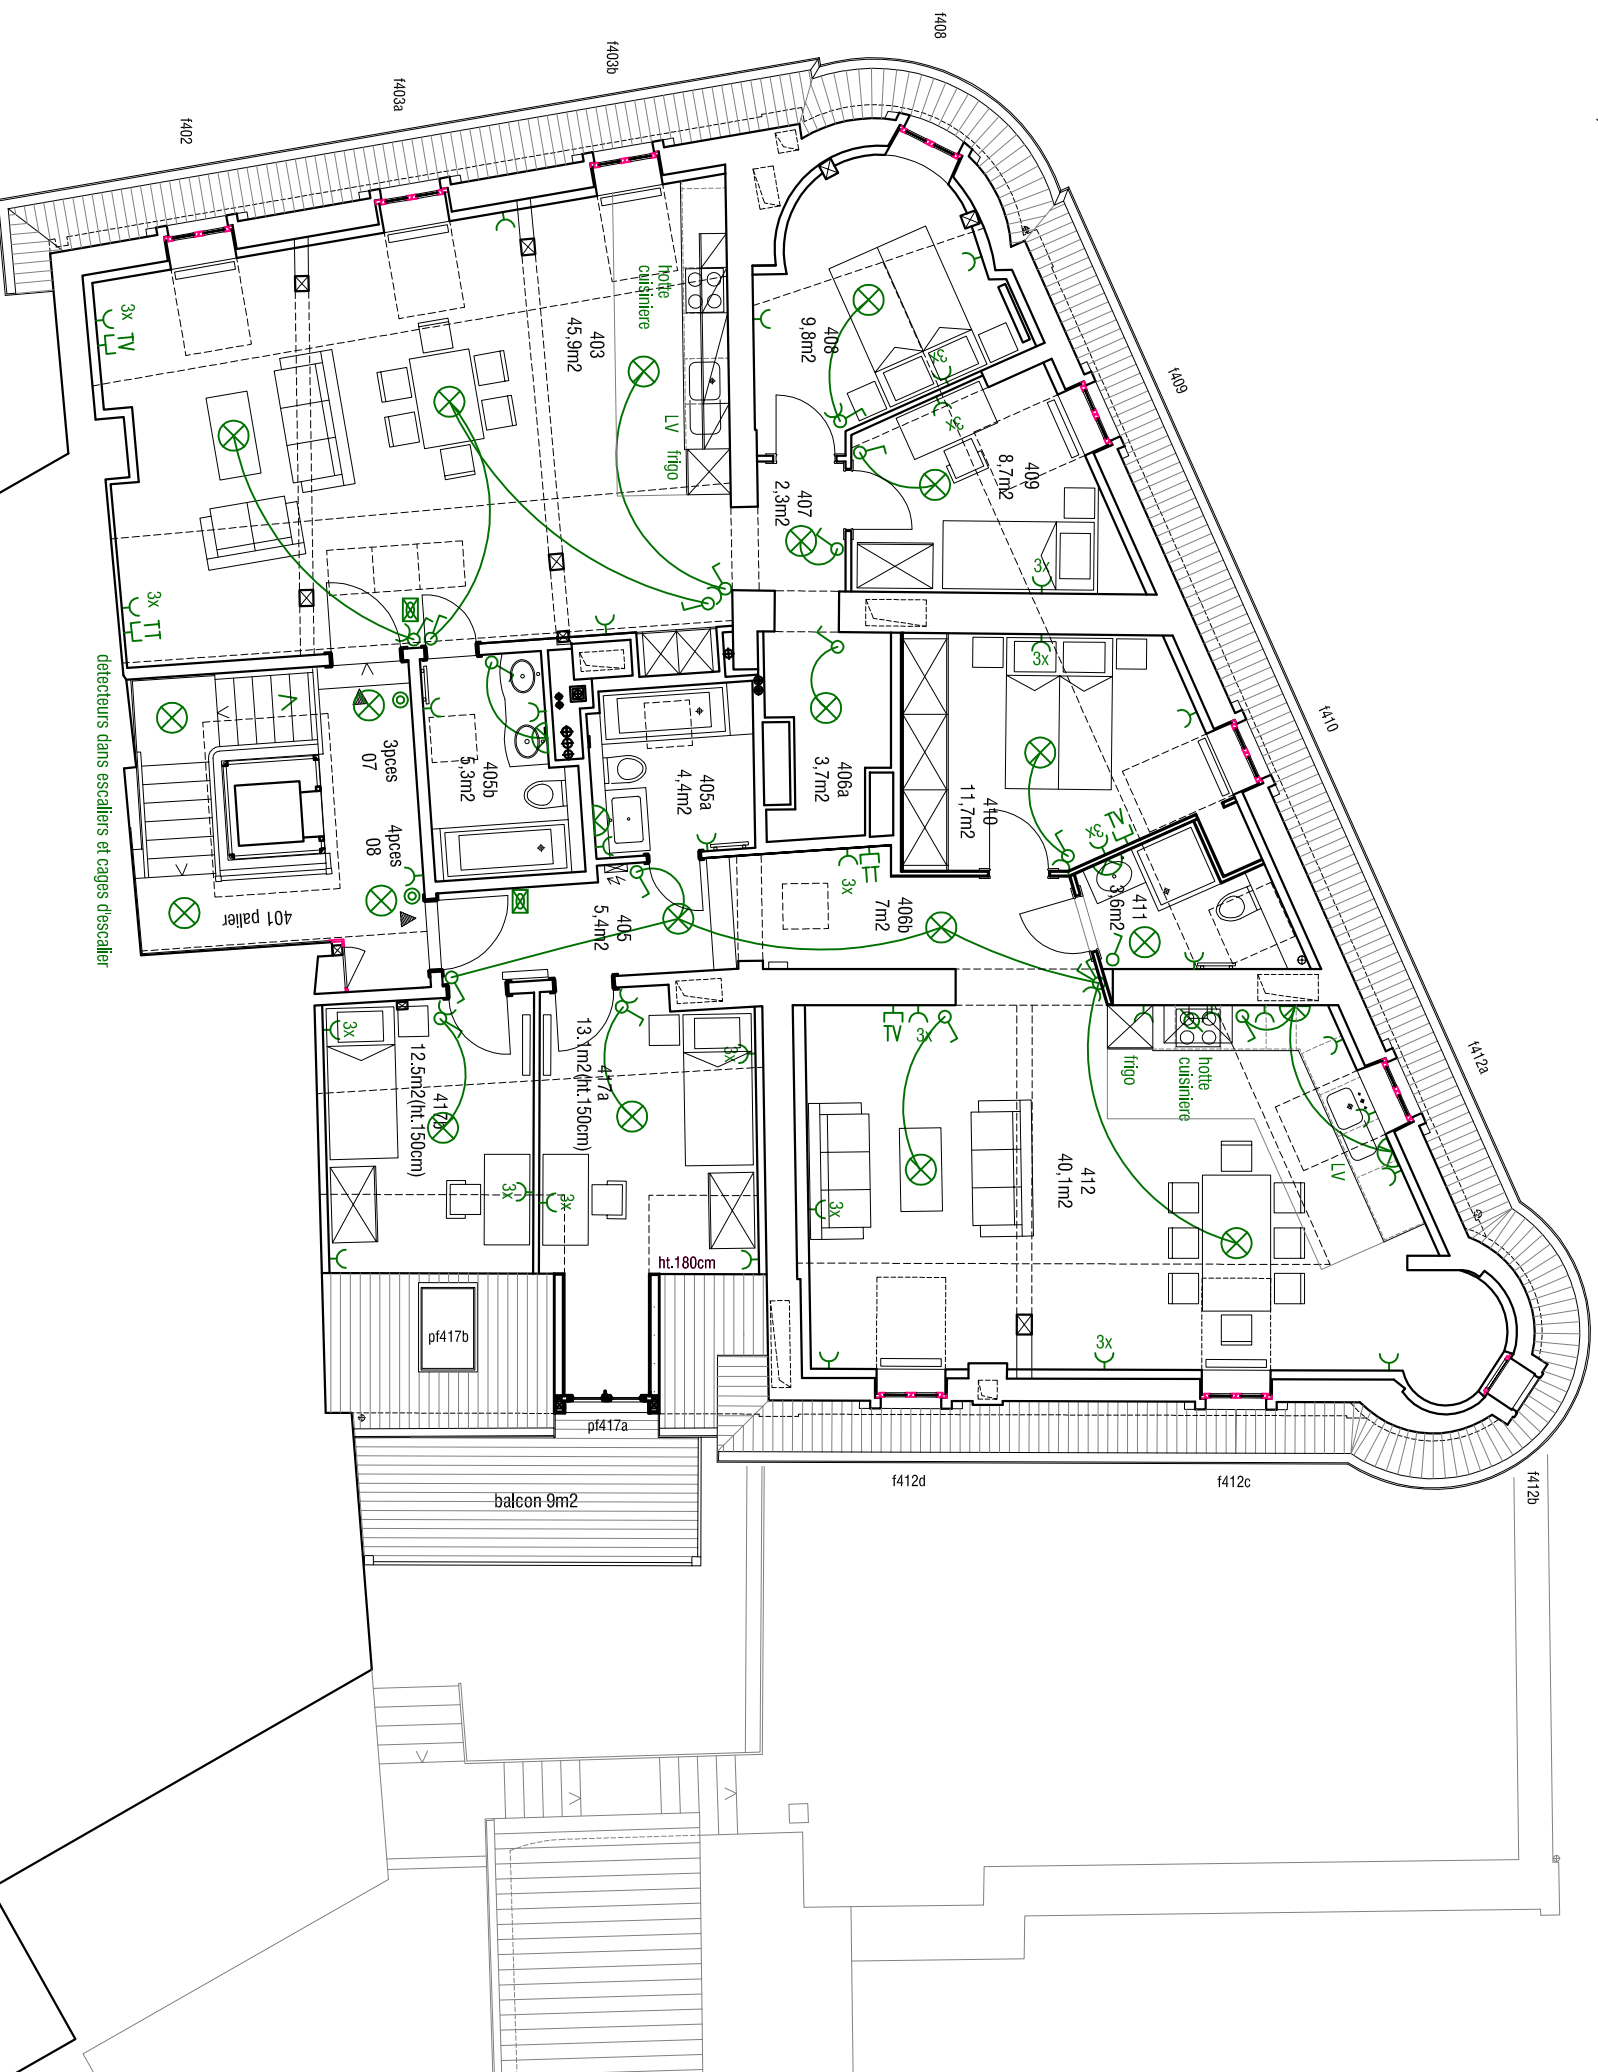 f408
f403b
f403a
f402
f409
f410
f412a
f412b
f412c
f412d
hotte
cuisiniere
403
45,9m2
LV
frigo
3x
TV
3x
TT
408
9,8m2
3x
3x
409
8,7m2
407
2,3m2
3x
3x
410
11,7m2
3x
TV
411
3,6m2
406a
3,7m2
405a
4,4m2
405b
5,3m2
3pces
07
4pces
08
401 palier
detecteurs dans escaliers et cages d'escalier
405
5,4m2
406b
7m2
3x
TT
TV
3x
frigo
hotte
cuisiniere
LV
412
40,1m2
3x
3x
3x
417b
12.5m2(ht.150cm)
3x
417a
13.1m2(ht.150cm)
3x
3x
3x
ht.180cm
pf417b
pf417a
balcon 9m2